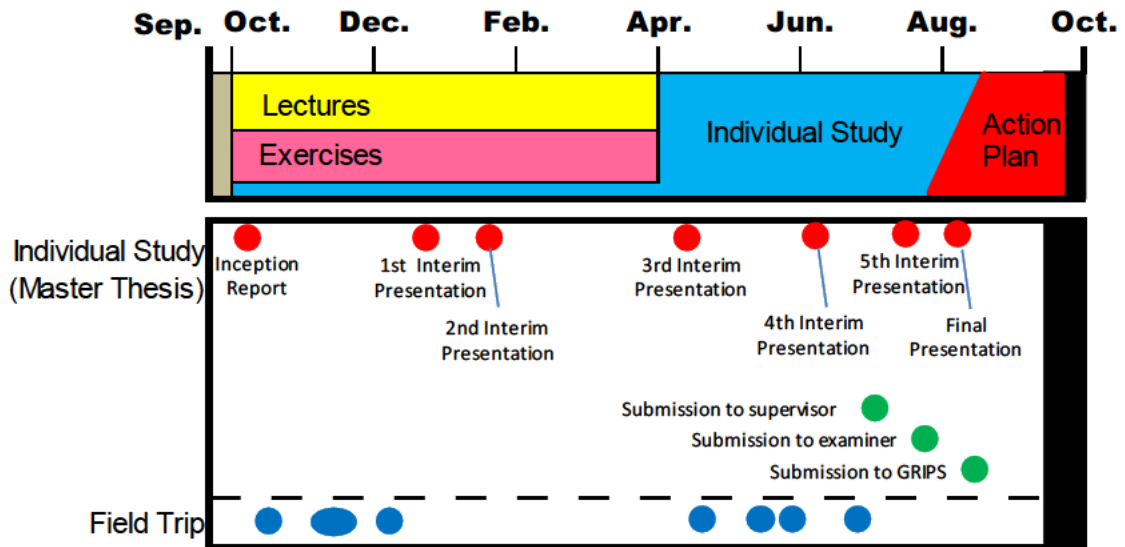 Sep. Oct. Dec. Feb. Apr. Jun. Aug. Oct.
Lectures
Exercises
Individual Study
Action
Plan
Individual Study
(Master Thesis)
Inception
Report
1st Interim
Presentation
2nd Interim
Presentation
3rd Interim
Presentation
4th Interim
Presentation
5th Interim
Presentation
Final
Presentation
Submission to supervisor
Submission to examiner
Submission to GRIPS
Field Trip